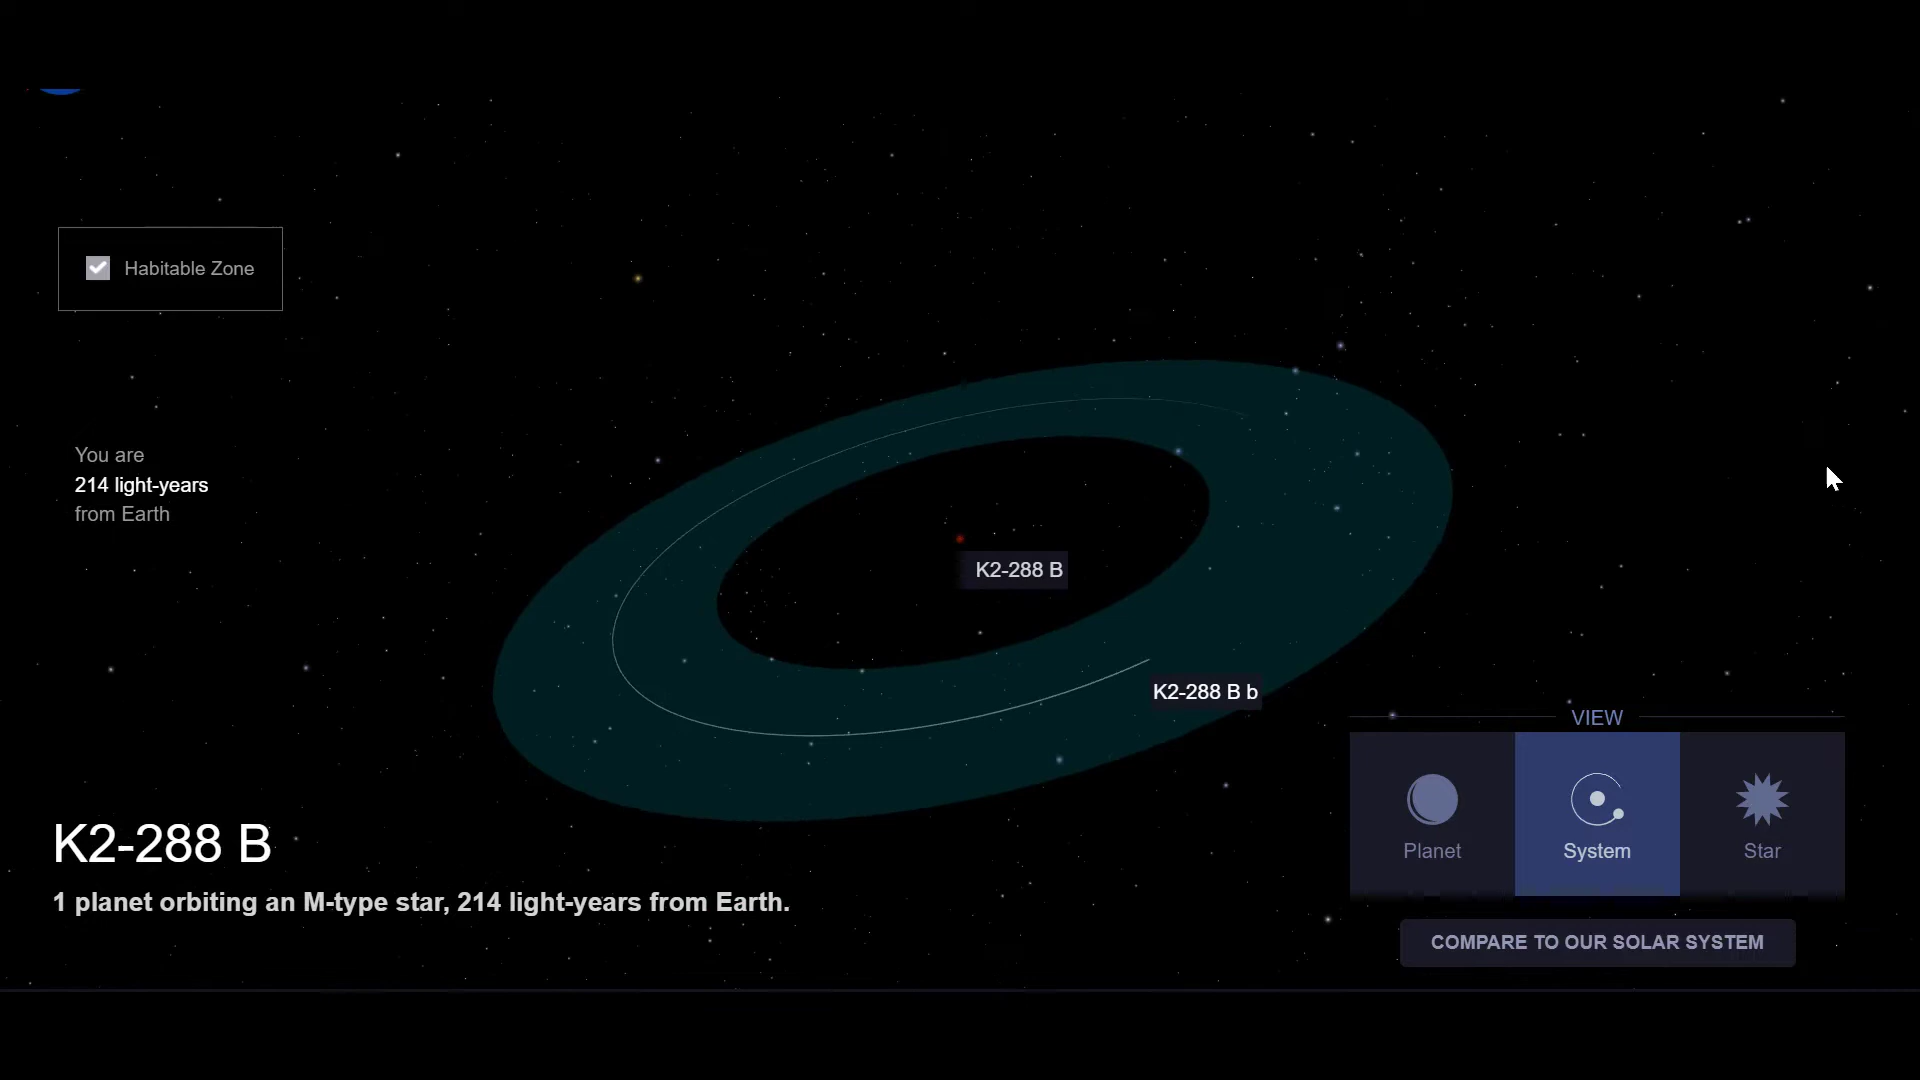 Habitable Zone
You are
214 light-years
from Earth
K2-288 B
K2-288 B b
K2-288 B
1 planet orbiting an M-type star, 214 light-years from Earth.
VIEW
Planet
System
Star
COMPARE TO OUR SOLAR SYSTEM